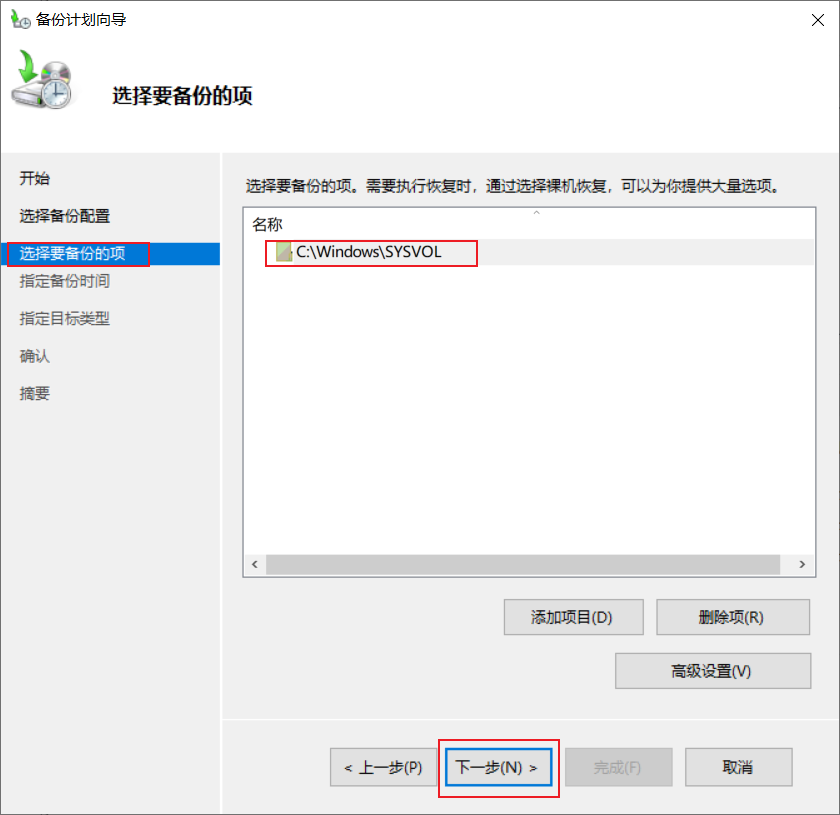 备份计划向导
选择要备份的项
开始
选择备份配置
选择要备份的项
指定备份时间
指定目标类型
确认
摘要
选择要备份的项。需要执行恢复时，通过选择裸机恢复，可以为你提供大量选项。
名称
C:\Windows\SYSVOL
添加项目(D)
删除项(R)
高级设置(V)
< 上一步(P)
下一步(N) >
完成(F)
取消